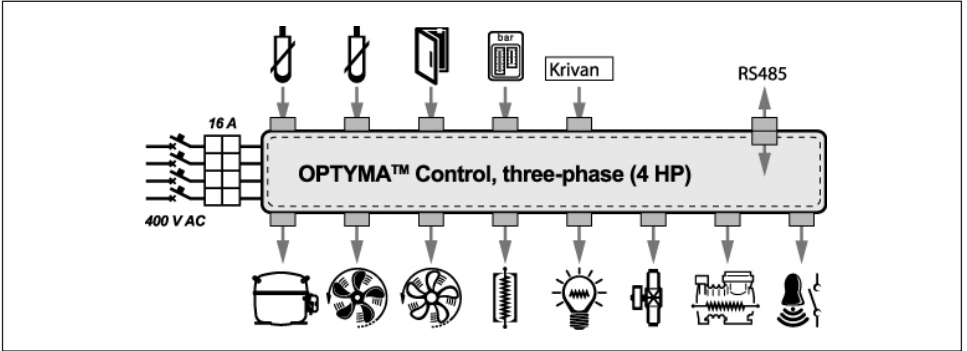 bar
Krivan
RS485
16 A
OPTYMA™ Control, three-phase (4 HP)
400 V AC